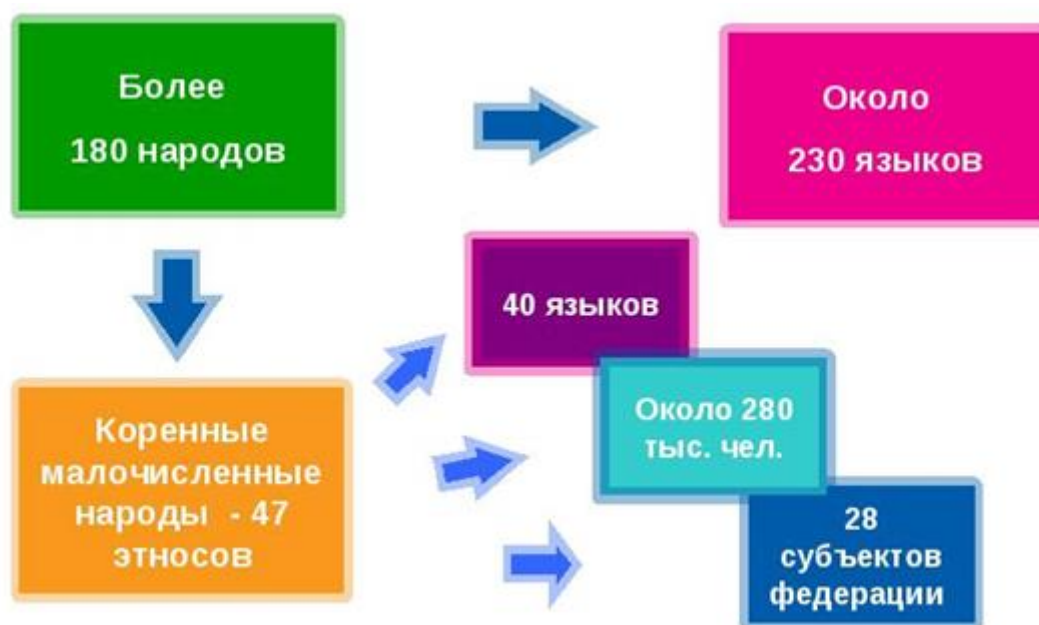 Более
180 народов
Около
230 языков
40 языков
Коренные
малочисленные
народы - 47
этносов
Около 280
тыс. чел.
28
субъектов
федерации